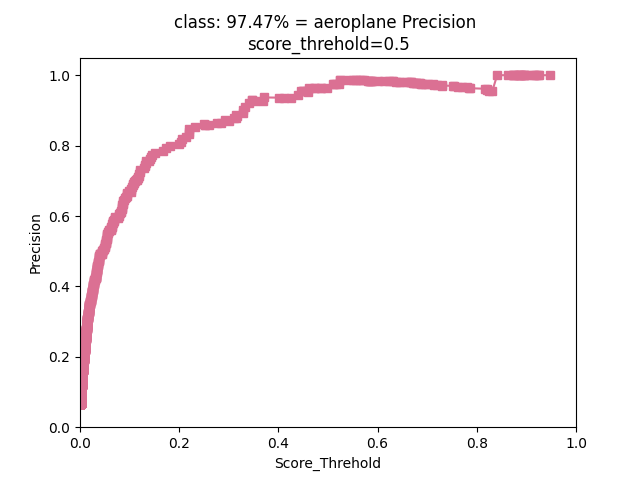 class: 97.47% = aeroplane Precision
score_threhold=0.5
1.0
0.8
0.6
0.4
0.2
0.0
Precision
0.0 0.2 0.4 0.6 0.8 1.0
Score_Threhold